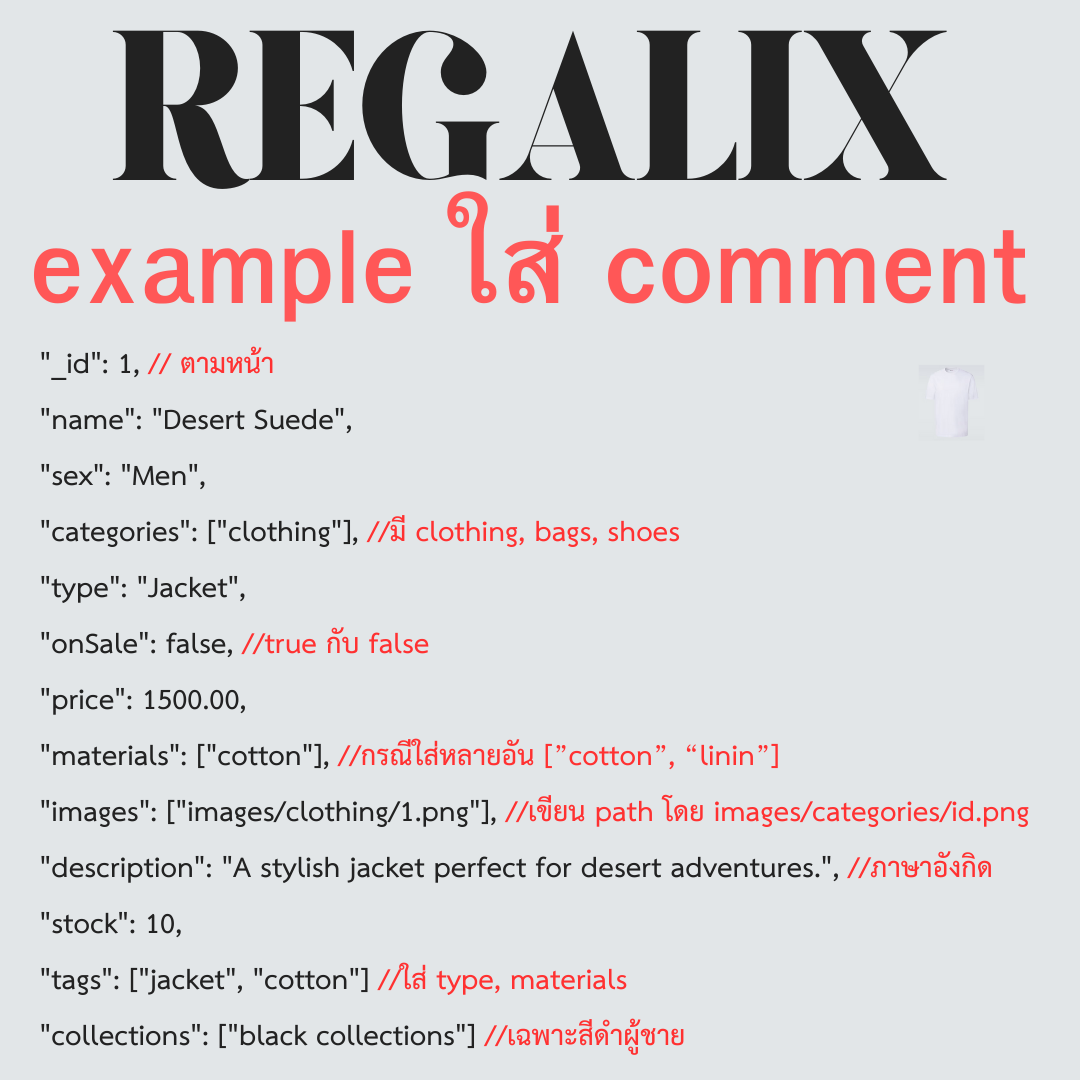 REGALIX
example ใส่ comment
"_id": 1, // ตามหน้า
"name": "Desert Suede",
"sex": "Men",
"categories": ["clothing"], //มี clothing, bags, shoes
"type": "Jacket",
"onSale": false, //true กับ false
"price": 1500.00,
"materials": ["cotton"], //กรณีใส่หลายอัน [”cotton”, “linin”]
"images": ["images/clothing/1.png"], //เขียน path โดย images/categories/id.png
"description": "A stylish jacket perfect for desert adventures.", //ภาษาอังกิด
"stock": 10,
"tags": ["jacket", "cotton"] //ใส่ type, materials
"collections": ["black collections"] //เฉพาะสีดำผู้ชาย